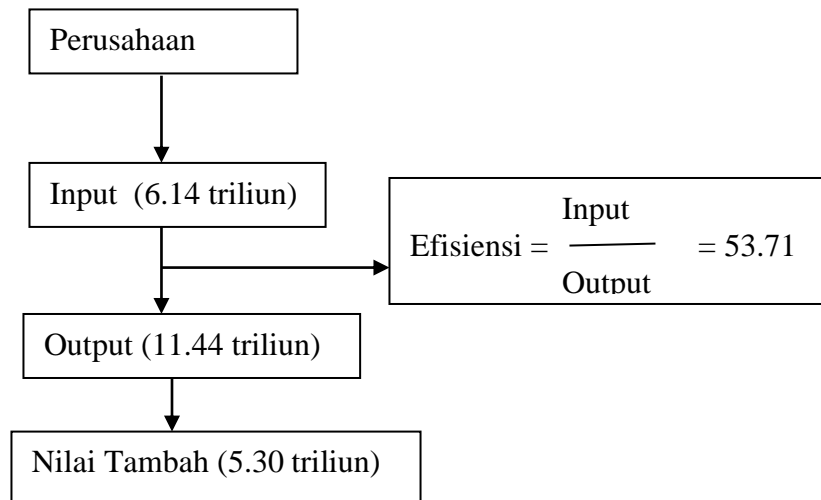 Perusahaan
Input (6.14 triliun)
Input
Efisiensi = = 53.71
Output
Output (11.44 triliun)
Nilai Tambah (5.30 triliun)